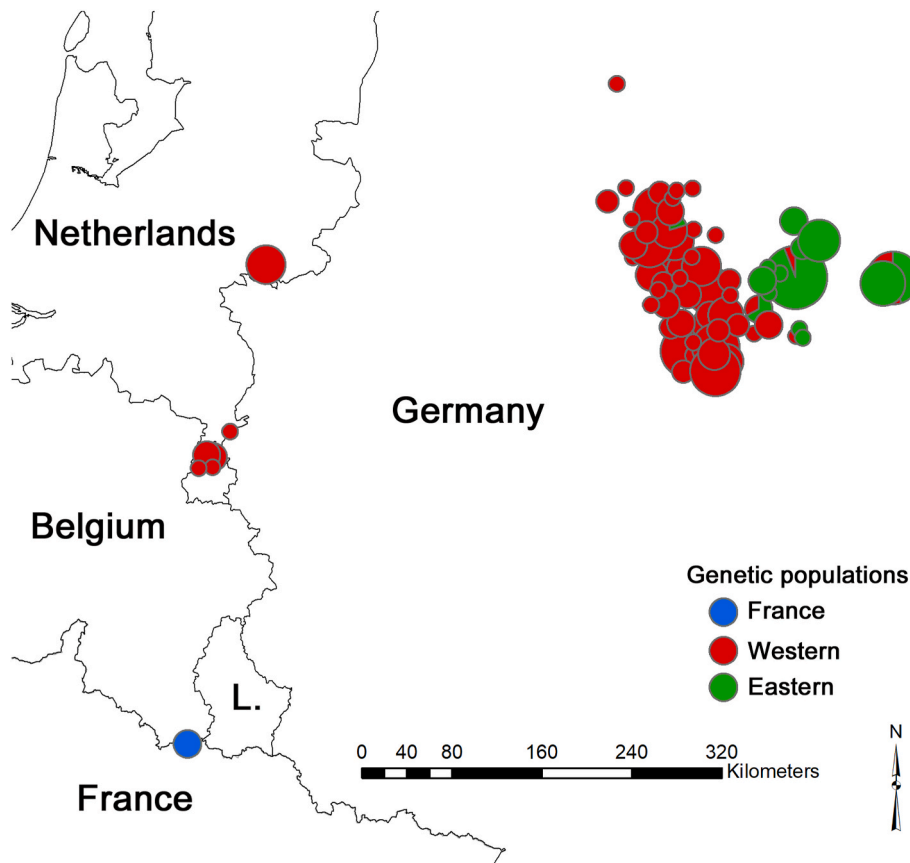 Netherlands
Germany
Belgium
Genetic populations
France
Western
Eastern
L.
N
0 40 80 160 240 320
Kilometers
France